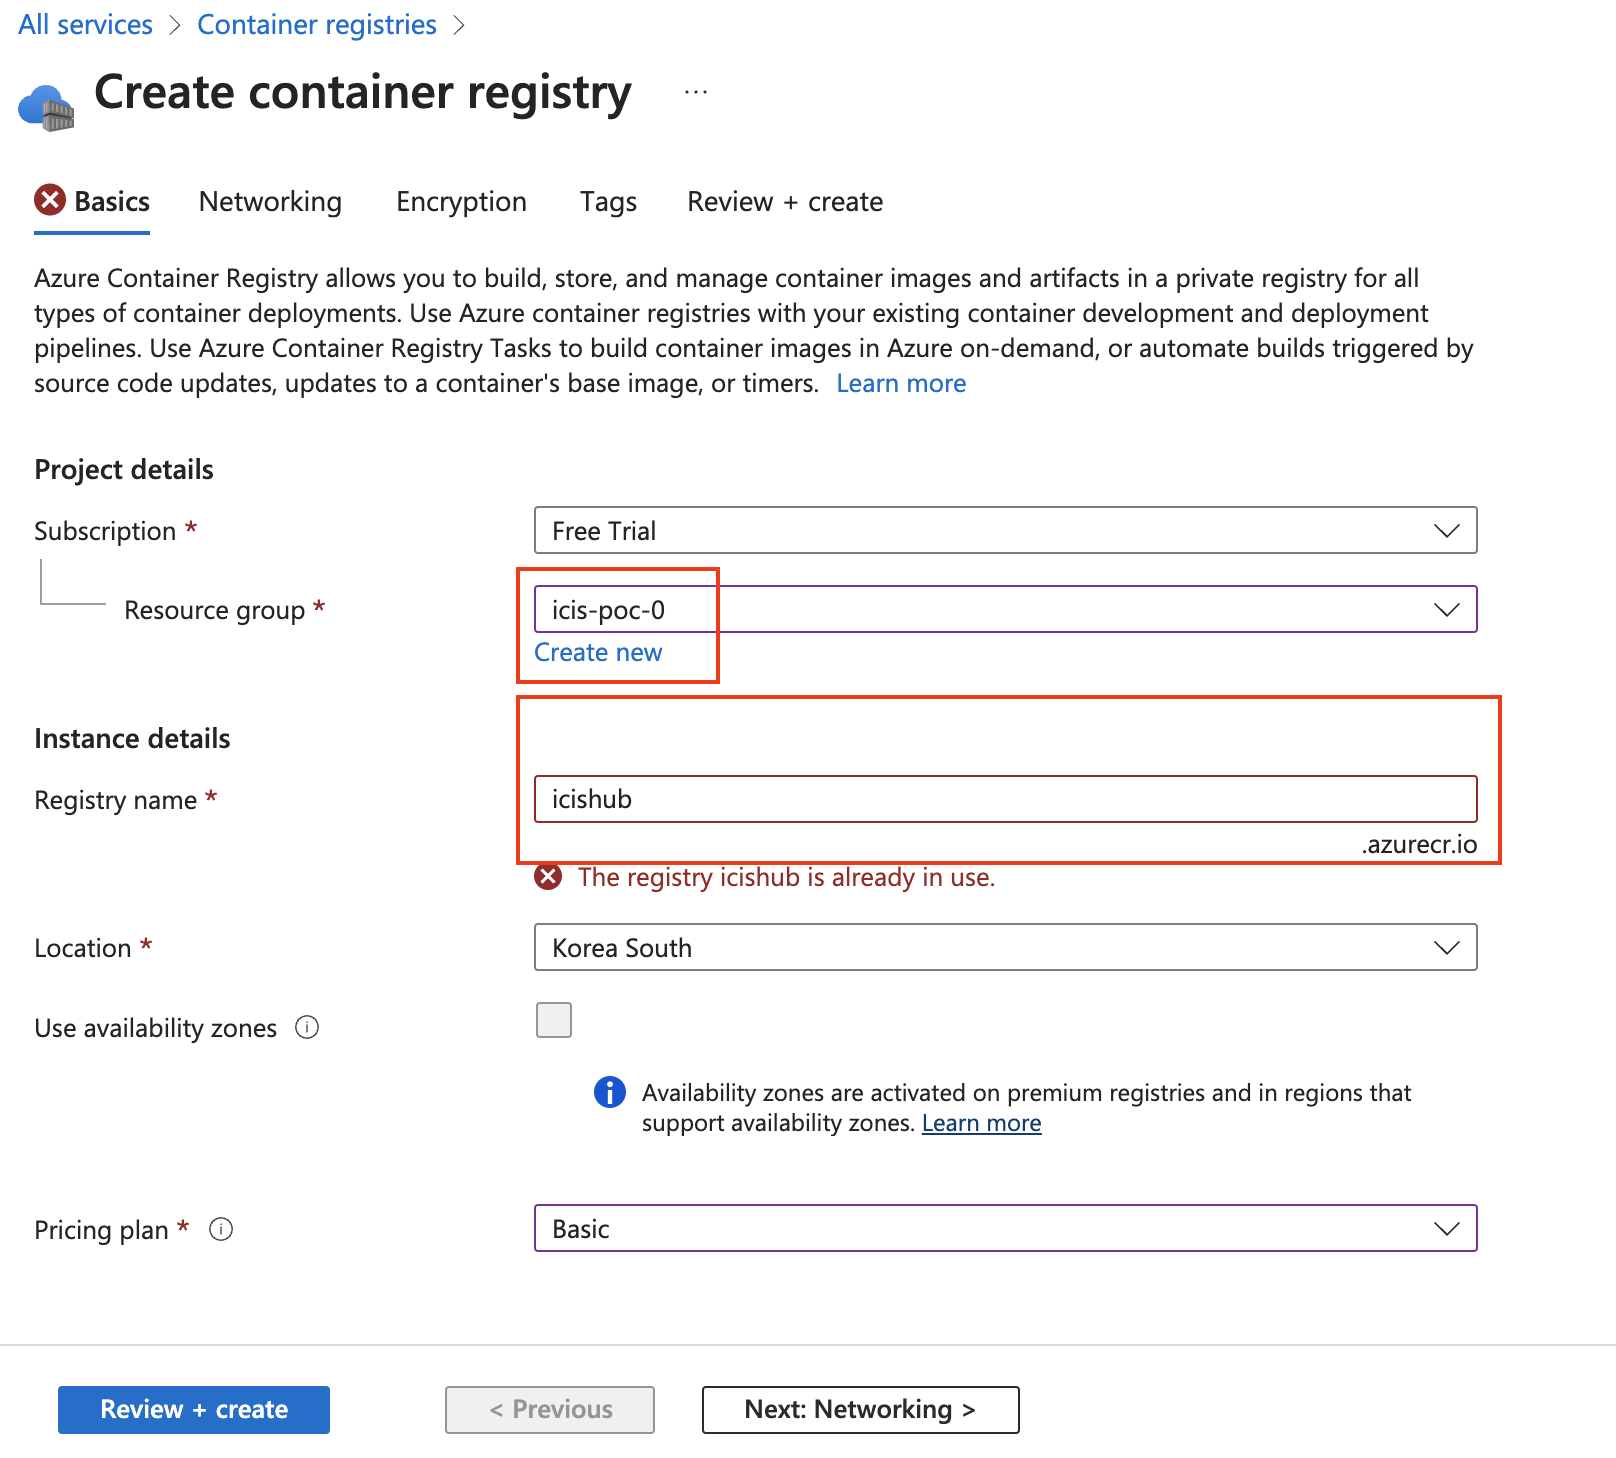 All services > Container registries >
Create container registry ...
Basics Networking Encryption Tags Review + create
Azure Container Registry allows you to build, store, and manage container images and artifacts in a private registry for all
types of container deployments. Use Azure container registries with your existing container development and deployment
pipelines. Use Azure Container Registry Tasks to build container images in Azure on-demand, or automate builds triggered by
source code updates, updates to a container's base image, or timers. Learn more
Project details
Subscription * Free Trial
Resource group * icis-poc-0
Create new
Instance details
Registry name * icishub
.azurecr.io
The registry icishub is already in use.
Location * Korea South
Use availability zones
Availability zones are activated on premium registries and in regions that
support availability zones. Learn more
Pricing plan * Basic
Review + create < Previous Next: Networking >